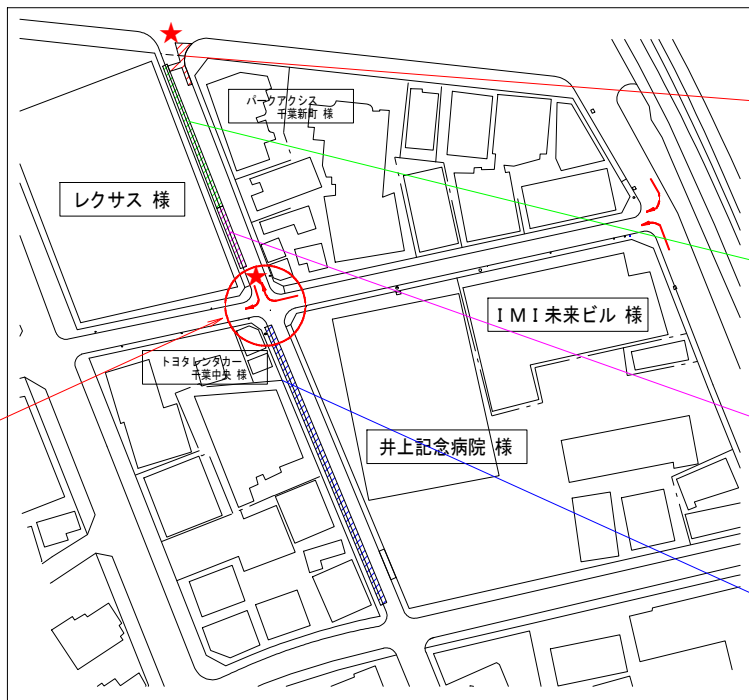 パークアクシス
千葉新町 様
レクサス 様
IMI未来ビル 様
トヨタレンタカー
千葉中央 様
井上記念病院 様